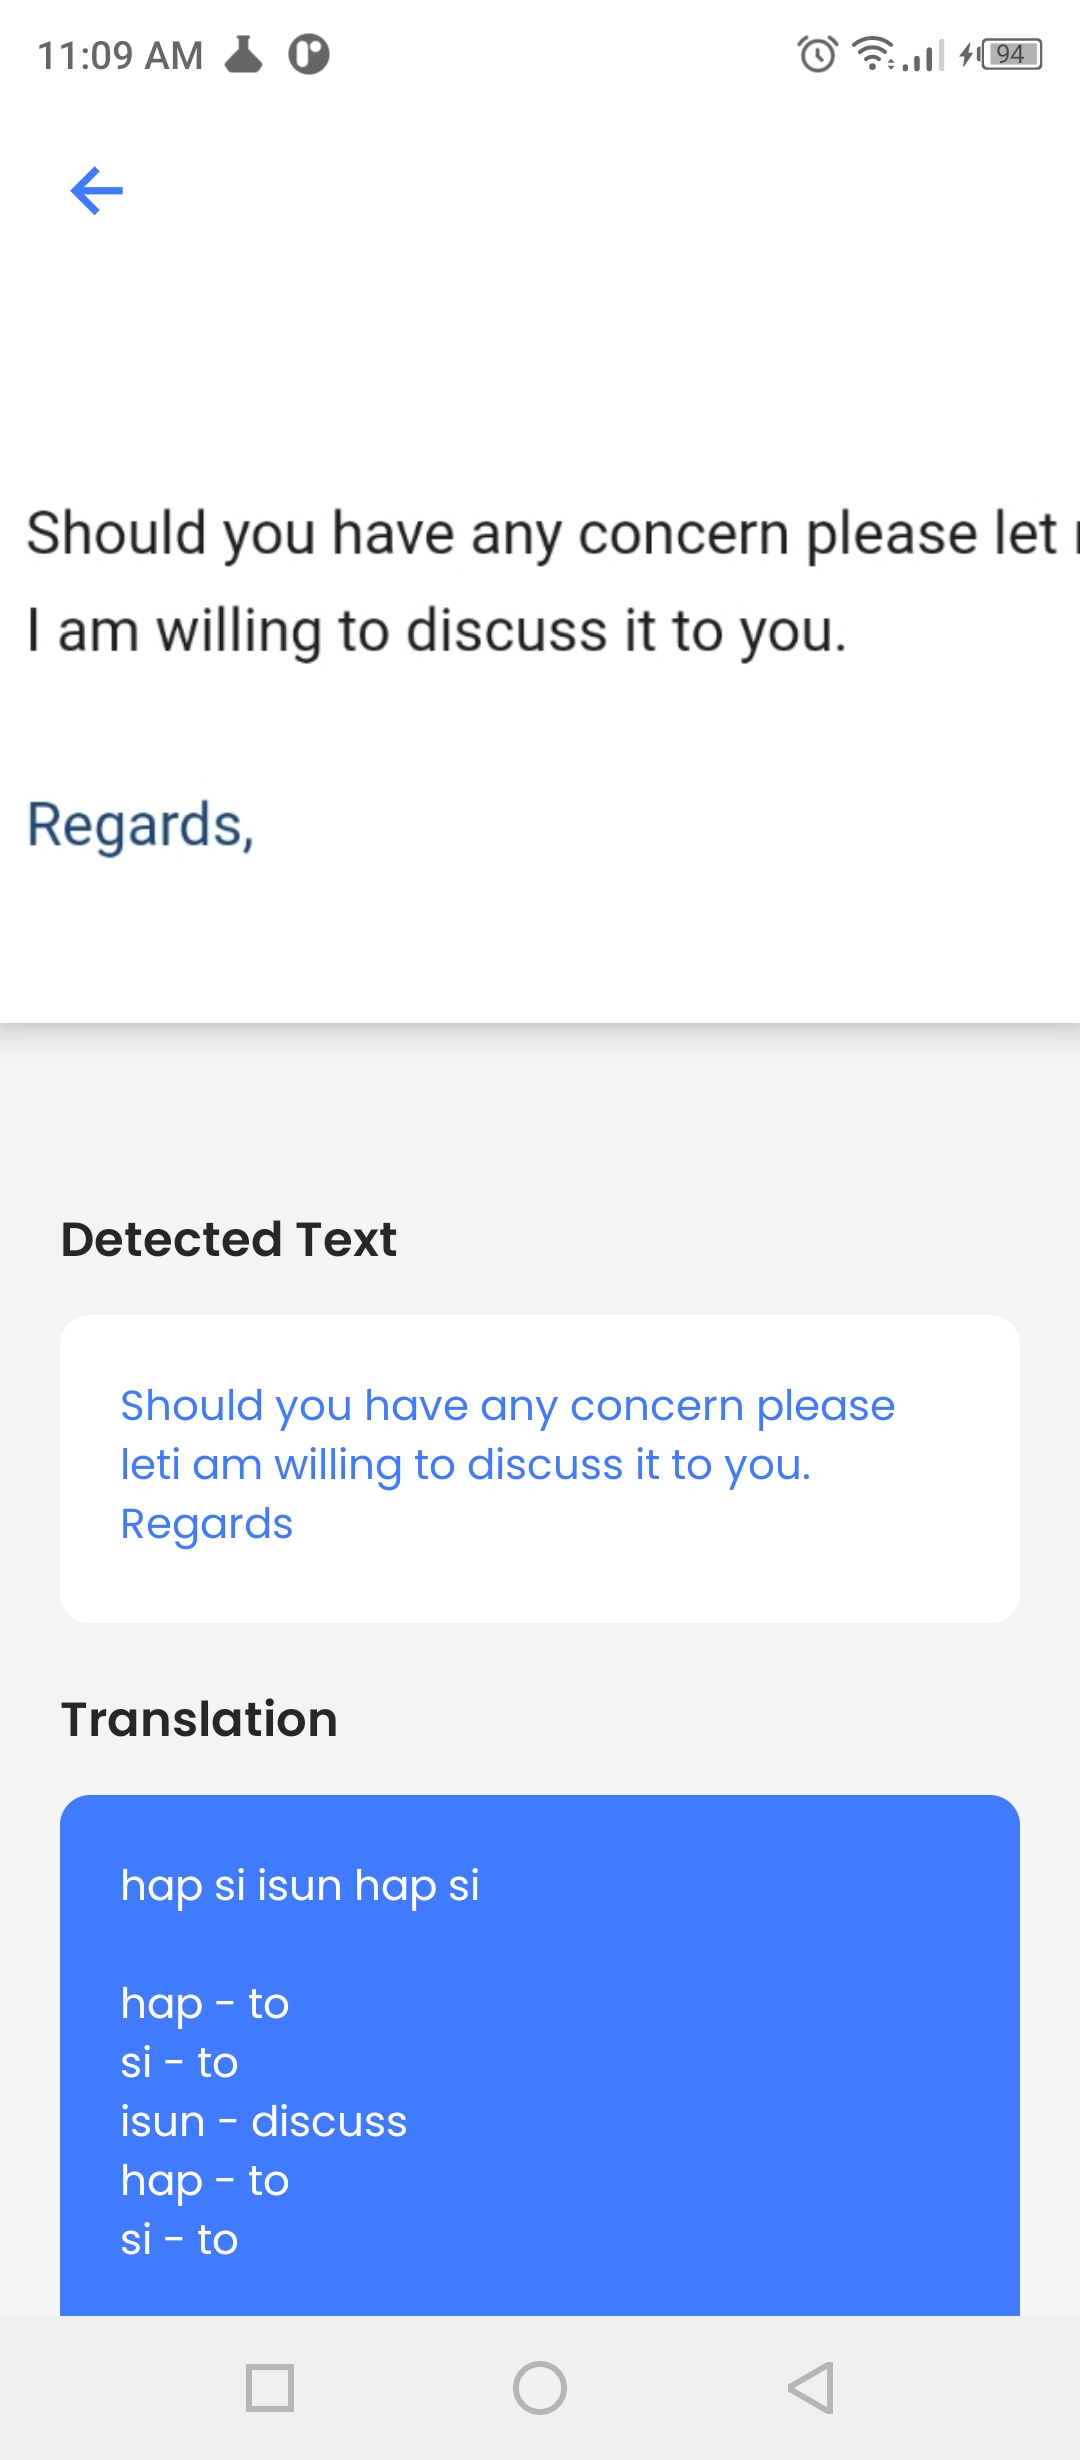 11:09 AM
94
Should you have any concern please let
I am willing to discuss it to you.
Regards,
Detected Text
Should you have any concern please
leti am willing to discuss it to you.
Regards
Translation
hap si isun hap si
hap - to
si - to
isun - discuss
hap - to
si - to